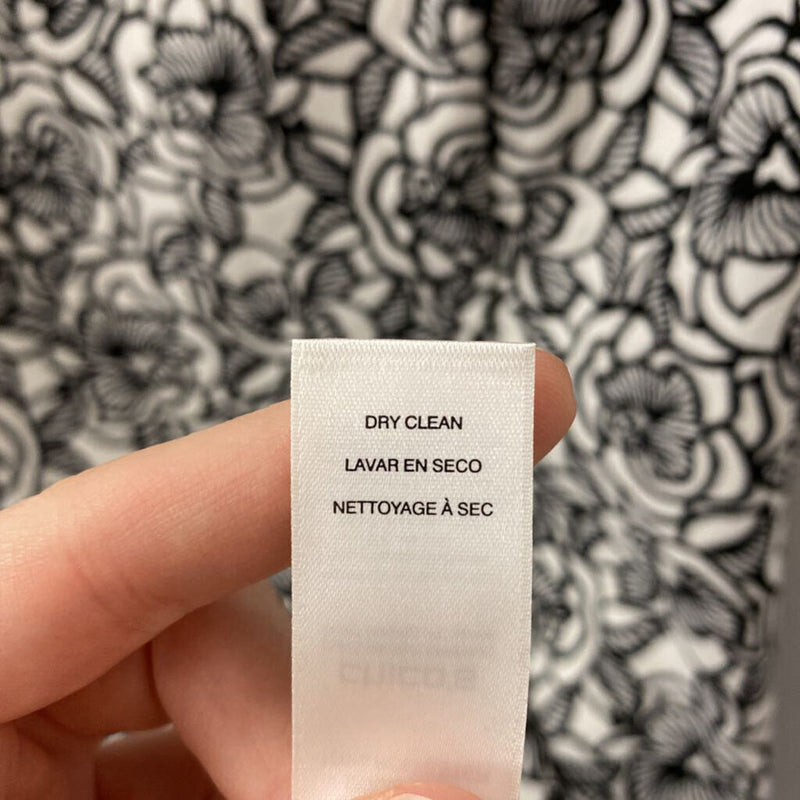 DRY CLEAN
LAVAR EN SECO
NETTOYAGE À SEC